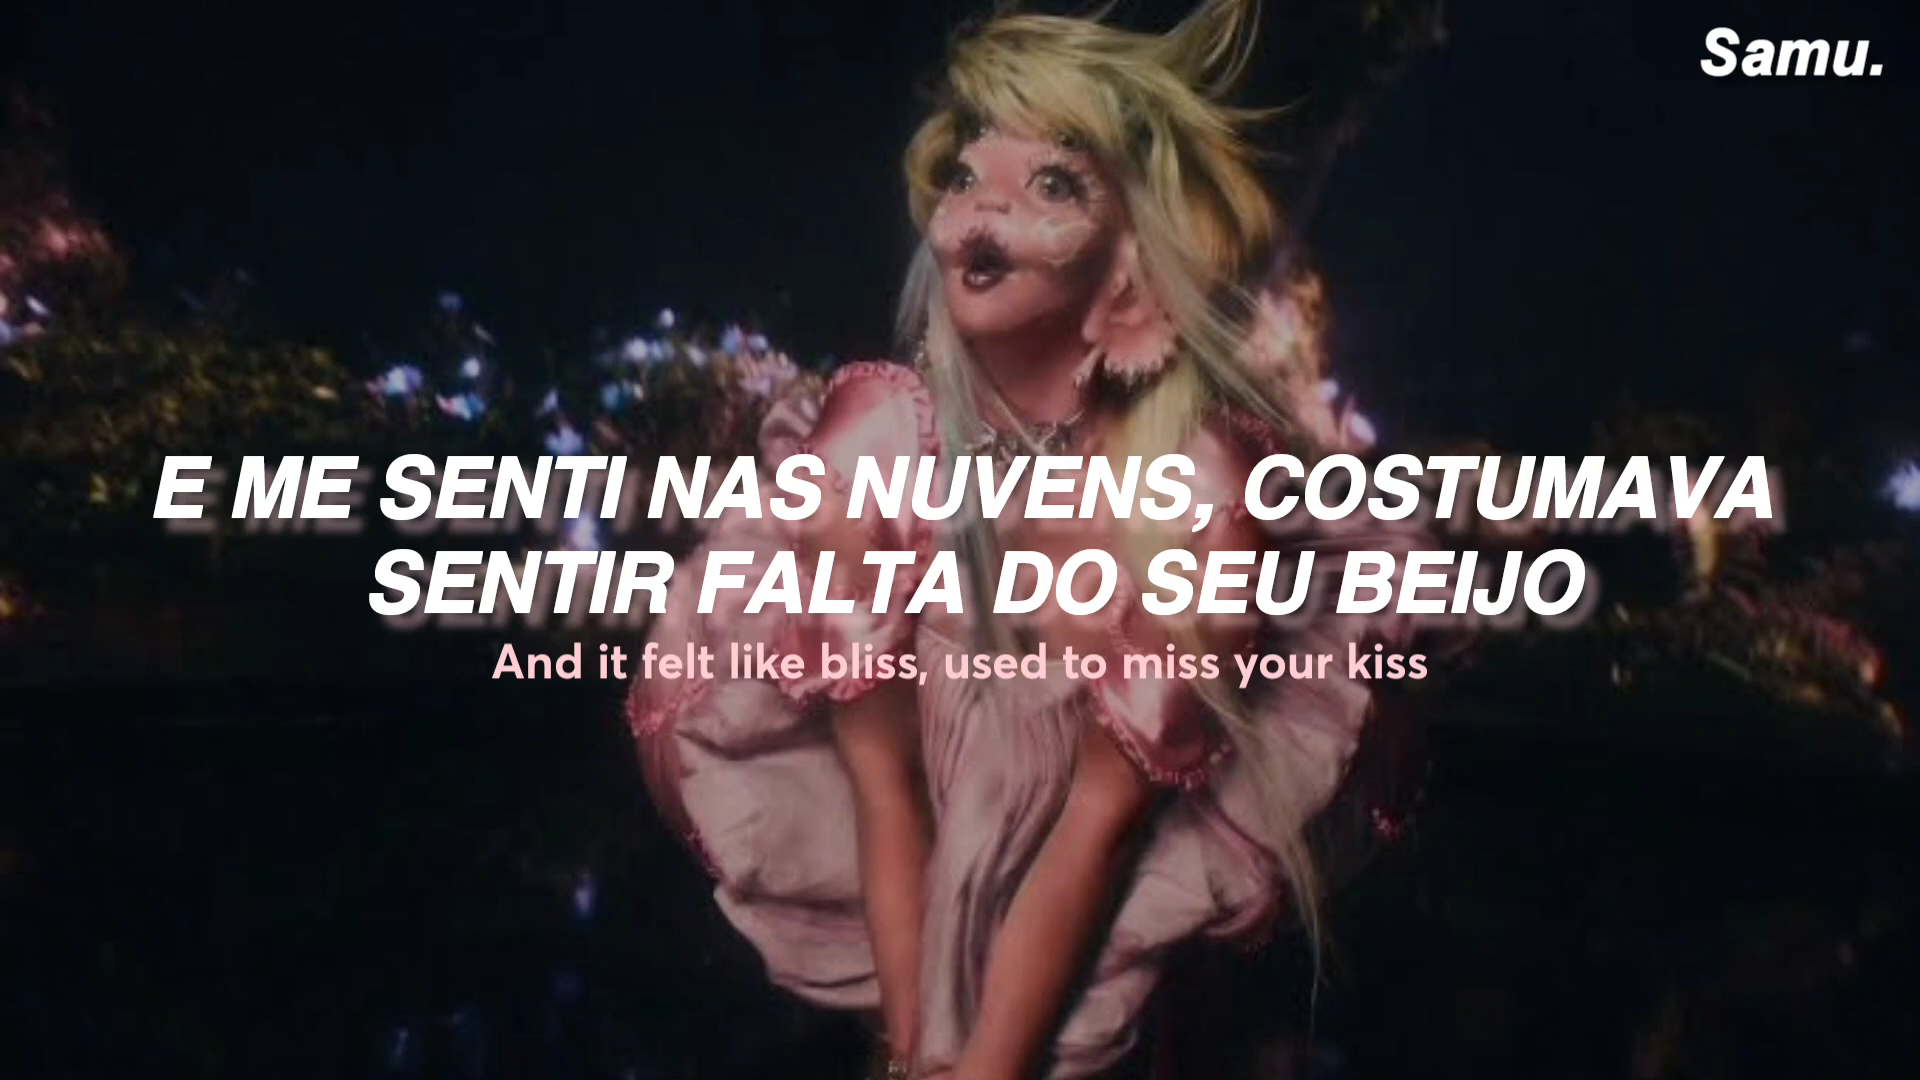 Samu.
E ME SENTI NAS NUVENS, COSTUMAVA
SENTIR FALTA DO SEU BEIJO
And it felt like bliss, used to miss your kiss